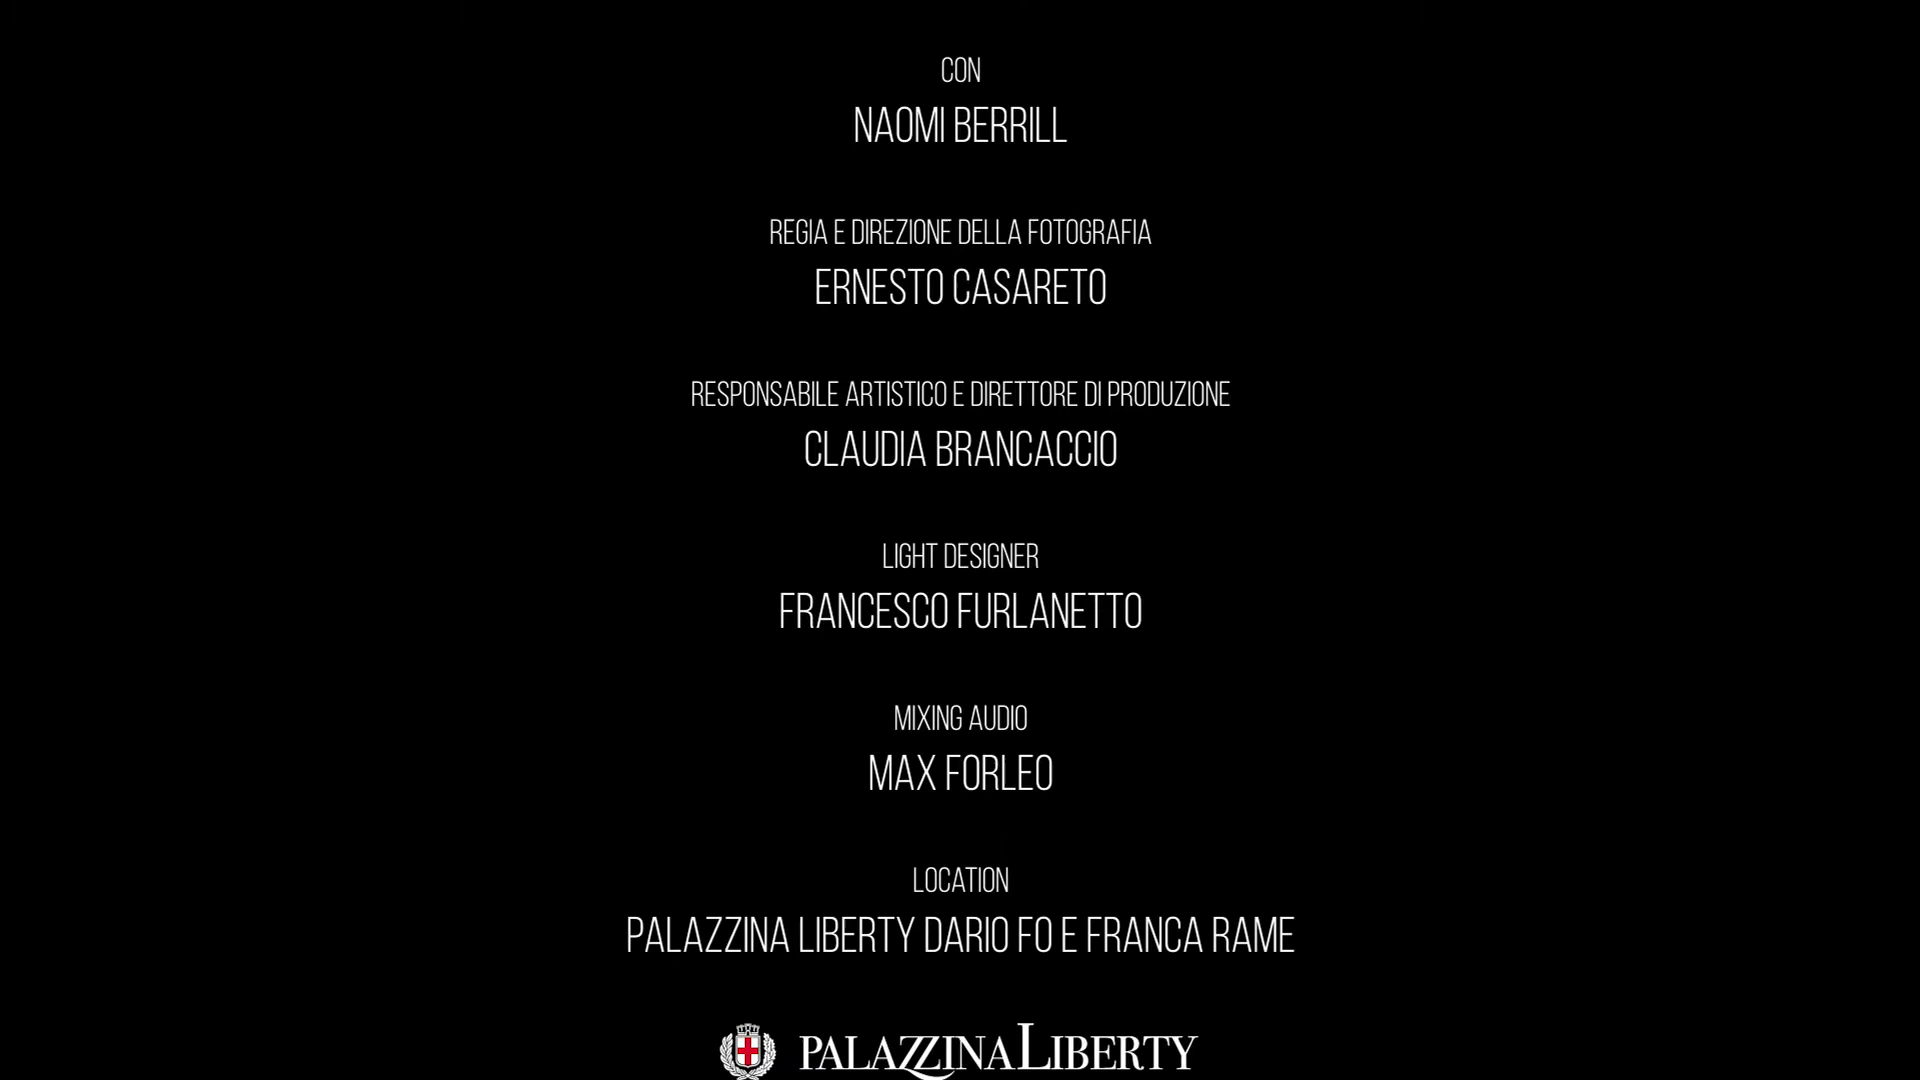 CON
NAOMI BERRILL
REGIA E DIREZIONE DELLA FOTOGRAFIA
ERNESTO CASARETO
RESPONSABILE ARTISTICO E DIRETTORE DI PRODUZIONE
CLAUDIA BRANCACCIO
LIGHT DESIGNER
FRANCESCO FURLANETTO
MIXING AUDIO
MAX FORLEO
LOCATION
PALAZZINA LIBERTY DARIO FO E FRANCA RAME
PALAZZINA LIBERTY